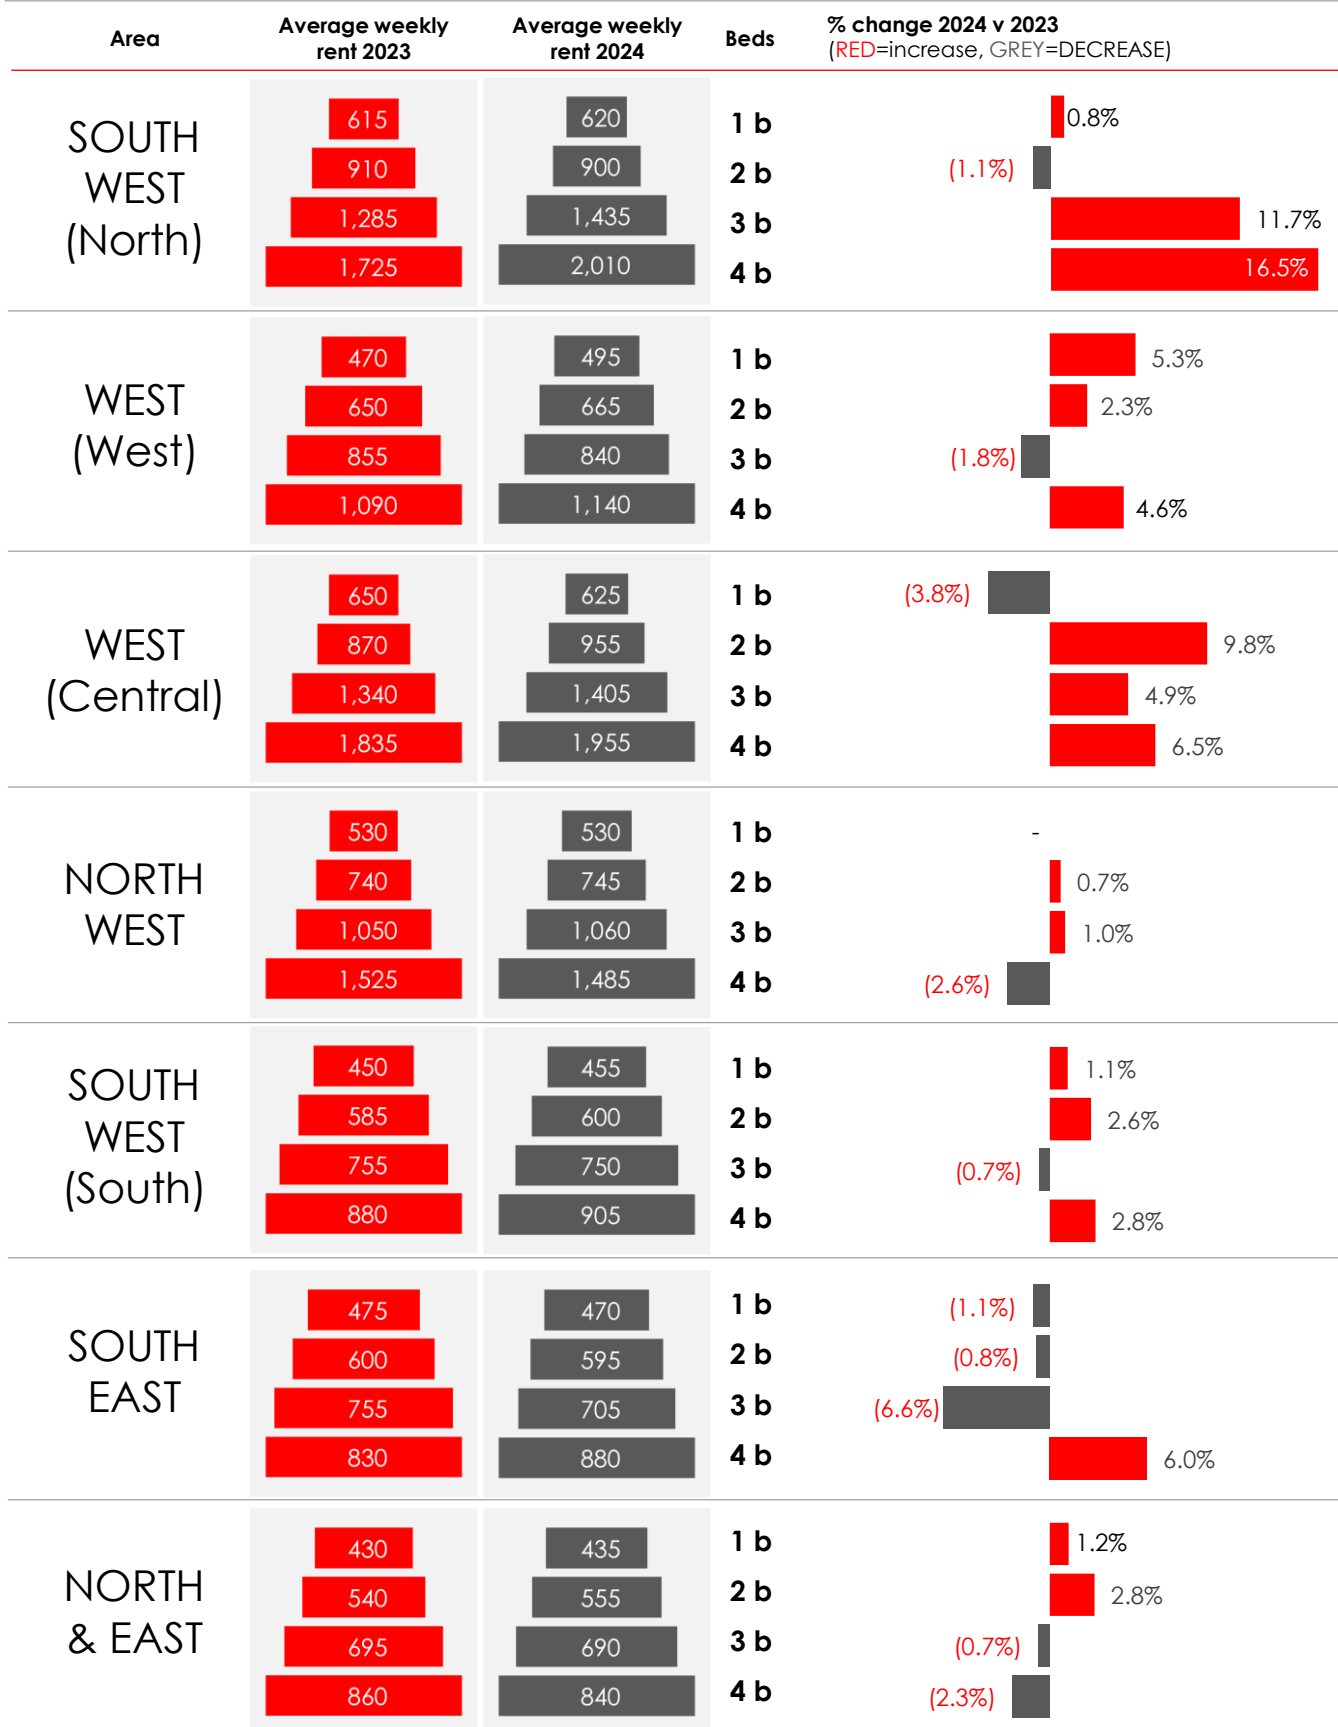 Area
Average weekly
rent 2023
Average weekly
rent 2024
Beds
% change 2024 v 2023
(RED=increase, GREY=DECREASE)
SOUTH
WEST
(North)
615
620
1 b
0.8%
910
900
2 b
(1.1%)
1,285
1,435
3 b
11.7%
1,725
2,010
4 b
16.5%
WEST
(West)
470
495
1 b
5.3%
650
665
2 b
2.3%
855
840
3 b
(1.8%)
1,090
1,140
4 b
4.6%
WEST
(Central)
650
625
1 b
(3.8%)
870
955
2 b
9.8%
1,340
1,405
3 b
4.9%
1,835
1,955
4 b
6.5%
NORTH
WEST
530
530
1 b
-
740
745
2 b
0.7%
1,050
1,060
3 b
1.0%
1,525
1,485
4 b
(2.6%)
SOUTH
WEST
(South)
450
455
1 b
1.1%
585
600
2 b
2.6%
755
750
3 b
(0.7%)
880
905
4 b
2.8%
SOUTH
EAST
475
470
1 b
(1.1%)
600
595
2 b
(0.8%)
755
705
3 b
(6.6%)
830
880
4 b
6.0%
NORTH
& EAST
430
435
1 b
1.2%
540
555
2 b
2.8%
695
690
3 b
(0.7%)
860
840
4 b
(2.3%)